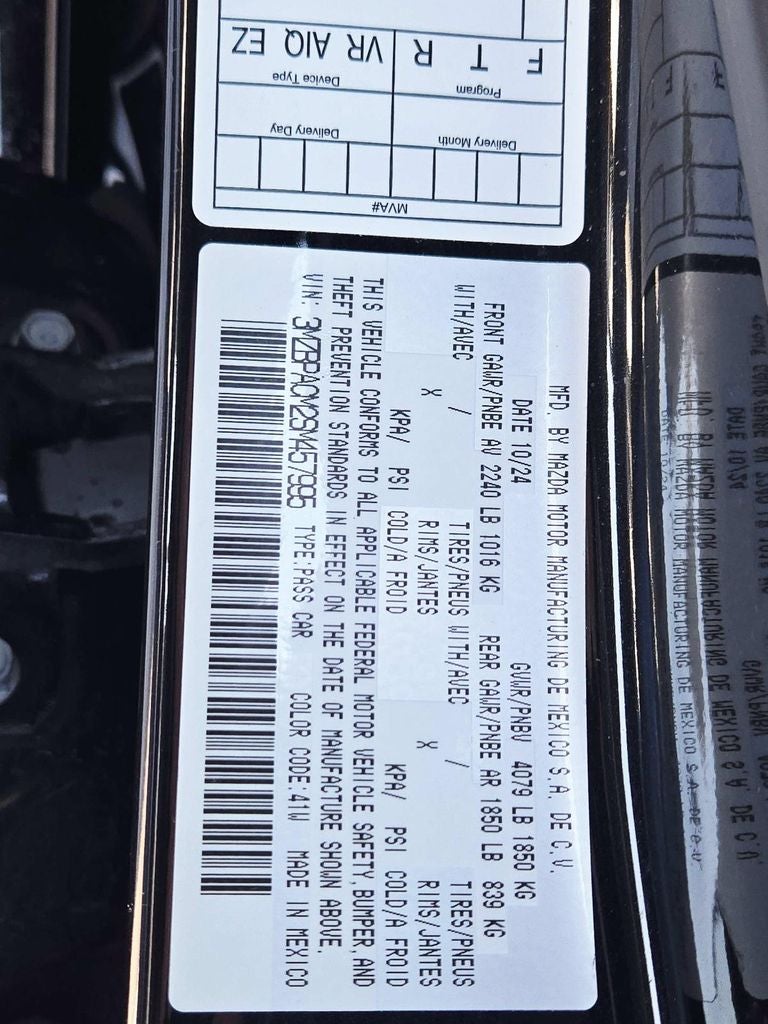 MVA#
Delivery Month Delivery Day
Program Device Type
F T R VR AIQ EZ
MFD. BY MAZDA MOTOR MANUFACTURING DE MEXICO S.A. DE C.V.
DATE 10/24 GVWR/PNBV 4079 LB 1850 KG
FRONT GAWR/PNBE AV 2240 LB 1016 KG REAR GAWR/PNBE AR 1850 LB 839 KG
WITH/AVEC / TIRES/PNEUS WITH/AVEC / TIRES/PNEUS
X RIMS/JANTES X RIMS/JANTES
KPA/ PSI COLD/A FROID KPA/ PSI COLD/A FROID
THIS VEHICLE CONFORMS TO ALL APPLICABLE FEDERAL MOTOR VEHICLE SAFETY,BUMPER,AND
THEFT PREVENTION STANDARDS IN EFFECT ON THE DATE OF MANUFACTURE SHOWN ABOVE.
VIN: 3MZBPACM2SM457995 TYPE:PASS CAR COLOR CODE:41W MADE IN MEXICO